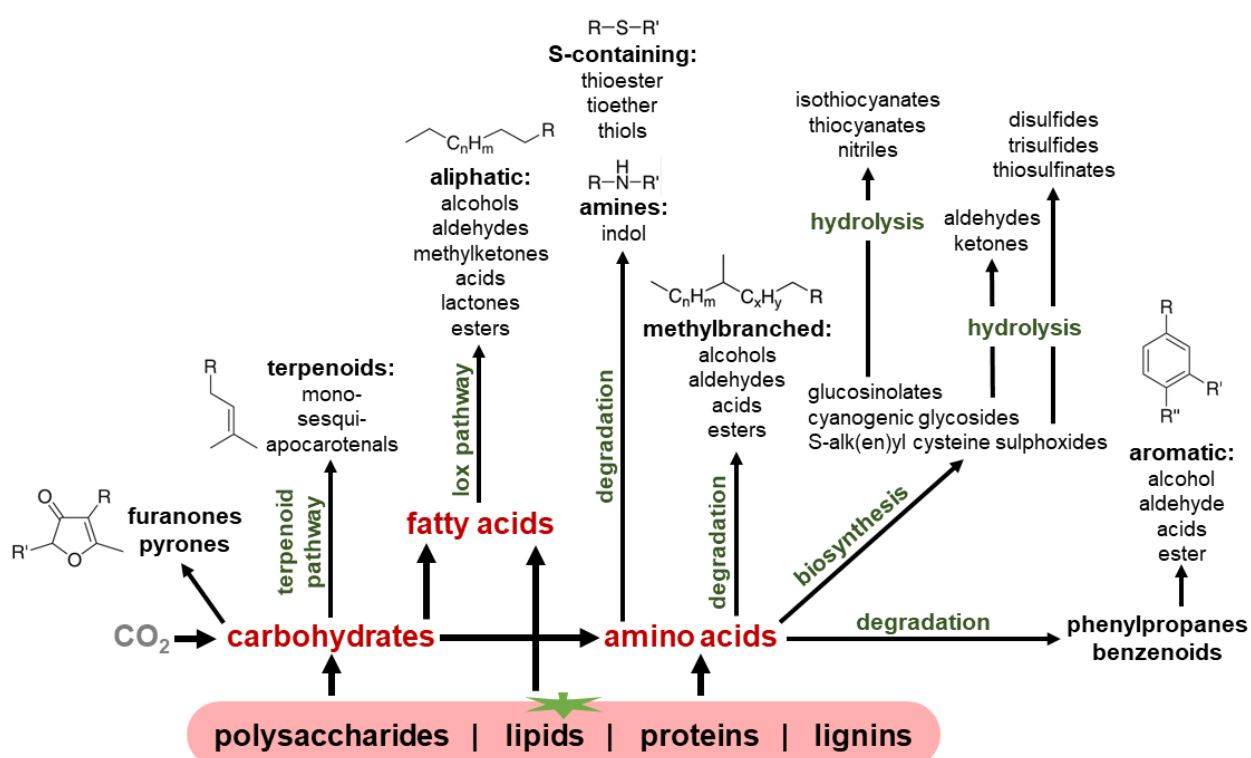 R–S–R'
S-containing:
thioester
tioether
thiols
isothiocyanates
thiocyanates
nitriles
disulfides
trisulfides
thiosulfinates
R
CnHm
aliphatic:
alcohols
aldehydes
methylketones
acids
lactones
esters
H
R–N–R'
amines:
indol
hydrolysis
aldehydes
ketones
CnHm CxHy R
methylbranched:
alcohols
aldehydes
acids
esters
hydrolysis
R
R'
R"
R
terpenoids:
mono-
sesqui-
apocarotenals
lox pathway
degradation
glucosinolates
cyanogenic glycosides
S-alk(en)yl cysteine sulphoxides
aromatic:
alcohol
aldehyde
acids
ester
O
R
R'
O
furanones
pyrones
terpenoid
pathway
fatty acids
degradation
biosynthesis
CO2
carbohydrates
amino acids
degradation
phenylpropanes
benzenoids
polysaccharides | lipids | proteins | lignins